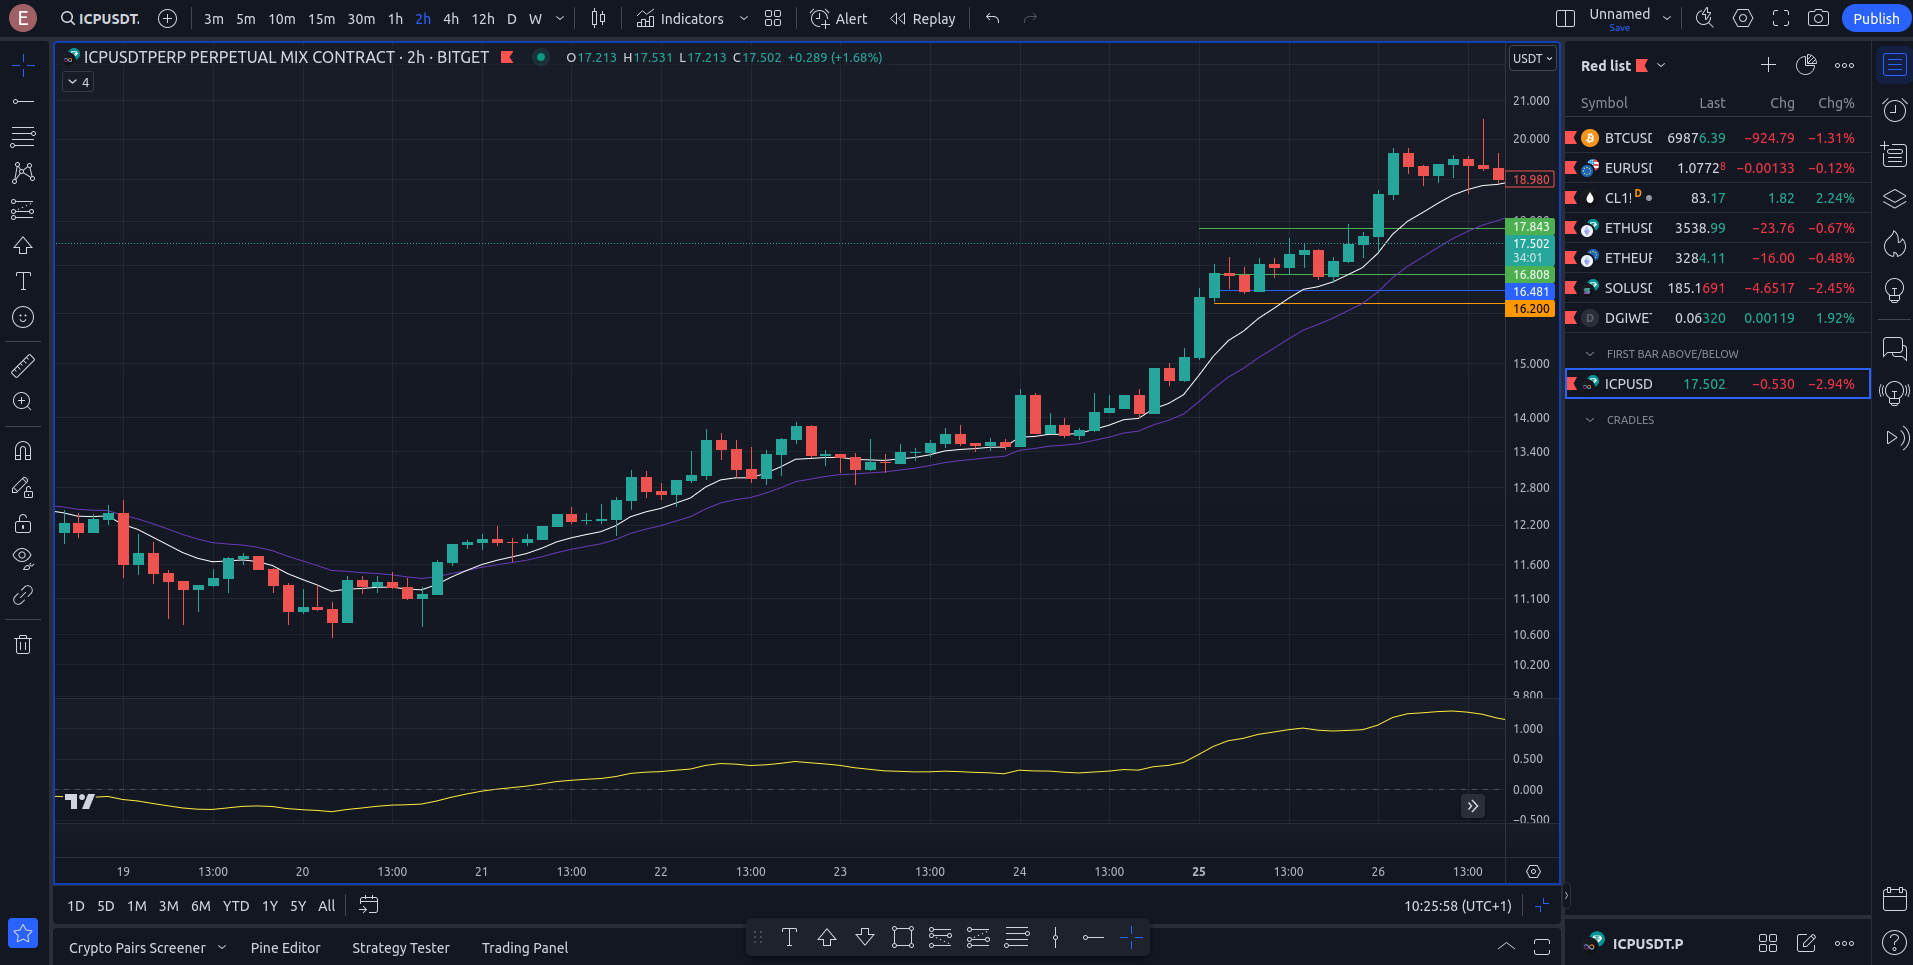 E
ICPUSDT.
3m 5m 10m 15m 30m 1h 2h 4h 12h D W
Indicators
Alert
Replay
Unnamed
Save
Publish
ICPUSDTPERP PERPETUAL MIX CONTRACT · 2h · BITGET O17.213 H17.531 L17.213 C17.502 +0.289 (+1.68%)
4
USDT
21.000
20.000
18.980
17.843
17.502
34:01
16.808
16.481
16.200
15.000
14.000
13.400
12.800
12.200
11.600
11.100
10.600
10.200
9.800
1.000
0.500
0.000
−0.500
19 13:00 20 13:00 21 13:00 22 13:00 23 13:00 24 13:00 25 13:00 26 13:00
1D 5D 1M 3M 6M YTD 1Y 5Y All
10:25:58 (UTC+1)
Crypto Pairs Screener Pine Editor Strategy Tester Trading Panel
Red list
Symbol Last Chg Chg%
BTCUSD 69876.39 −924.79 −1.31%
EURUSD 1.07728 −0.00133 −0.12%
CL1! D 83.17 1.82 2.24%
ETHUSD 3538.99 −23.76 −0.67%
ETHEUR 3284.11 −16.00 −0.48%
SOLUSD 185.1691 −4.6517 −2.45%
D DGIWE 0.06320 0.00119 1.92%
FIRST BAR ABOVE/BELOW
ICPUSD 17.502 −0.530 −2.94%
CRADLES
ICPUSDT.P